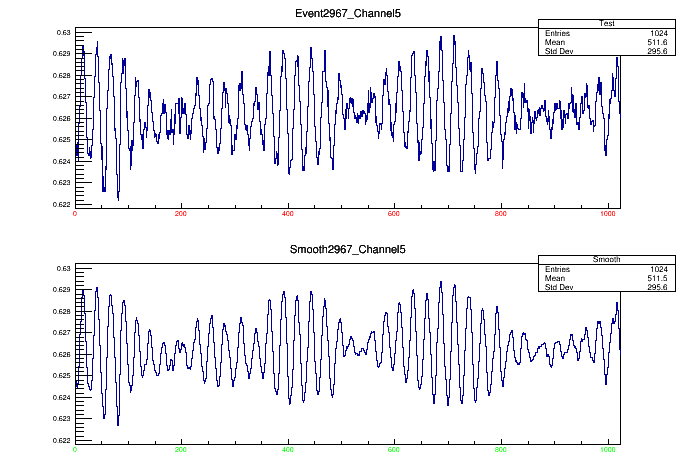 Event2967_Channel5
Test
Entries 1024
Mean 511.6
Std Dev 295.6
0.63
0.629
0.628
0.627
0.626
0.625
0.624
0.623
0.622
0 200 400 600 800 1000
Smooth2967_Channel5
Smooth
Entries 1024
Mean 511.5
Std Dev 295.6
0.63
0.629
0.628
0.627
0.626
0.625
0.624
0.623
0.622
0 200 400 600 800 1000